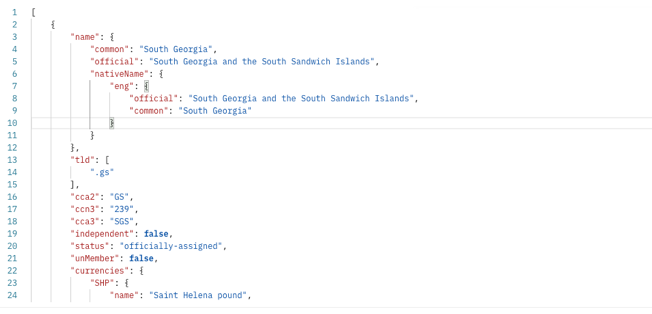 1 [
2 {
3 "name": {
4 "common": "South Georgia",
5 "official": "South Georgia and the South Sandwich Islands",
6 "nativeName": {
7 "eng": {
8 "official": "South Georgia and the South Sandwich Islands",
9 "common": "South Georgia"
10 }
11 }
12 },
13 "tld": [
14 ".gs"
15 ],
16 "cca2": "GS",
17 "ccn3": "239",
18 "cca3": "SGS",
19 "independent": false,
20 "status": "officially-assigned",
21 "unMember": false,
22 "currencies": {
23 "SHP": {
24 "name": "Saint Helena pound",